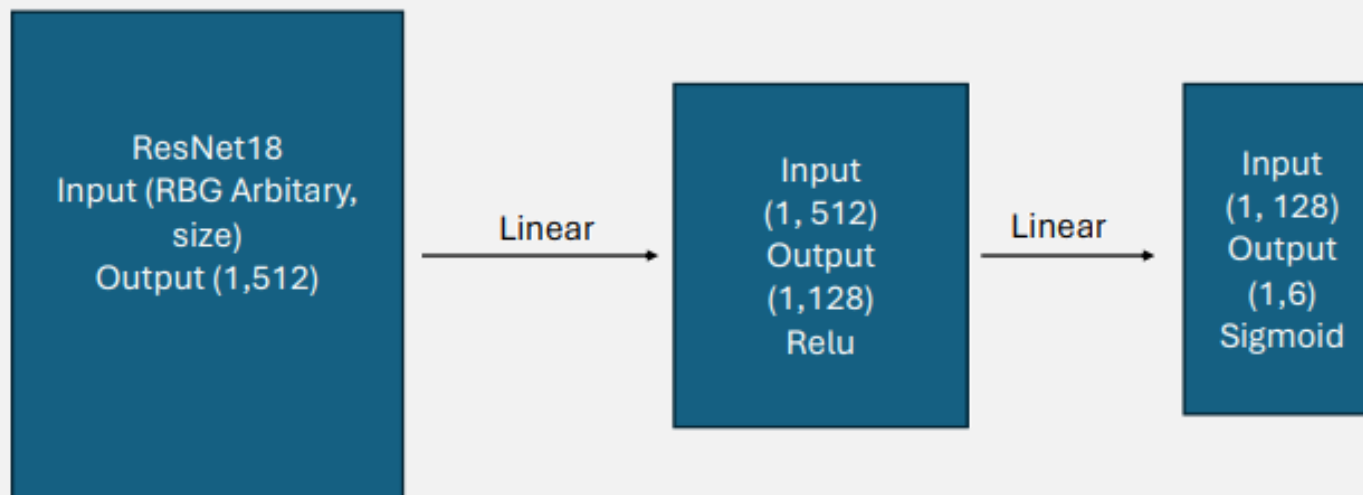 ResNet18
Input (RBG Arbitary,
size)
Output (1,512)
Linear
Input
(1, 512)
Output
(1,128)
Relu
Linear
Input
(1, 128)
Output
(1,6)
Sigmoid